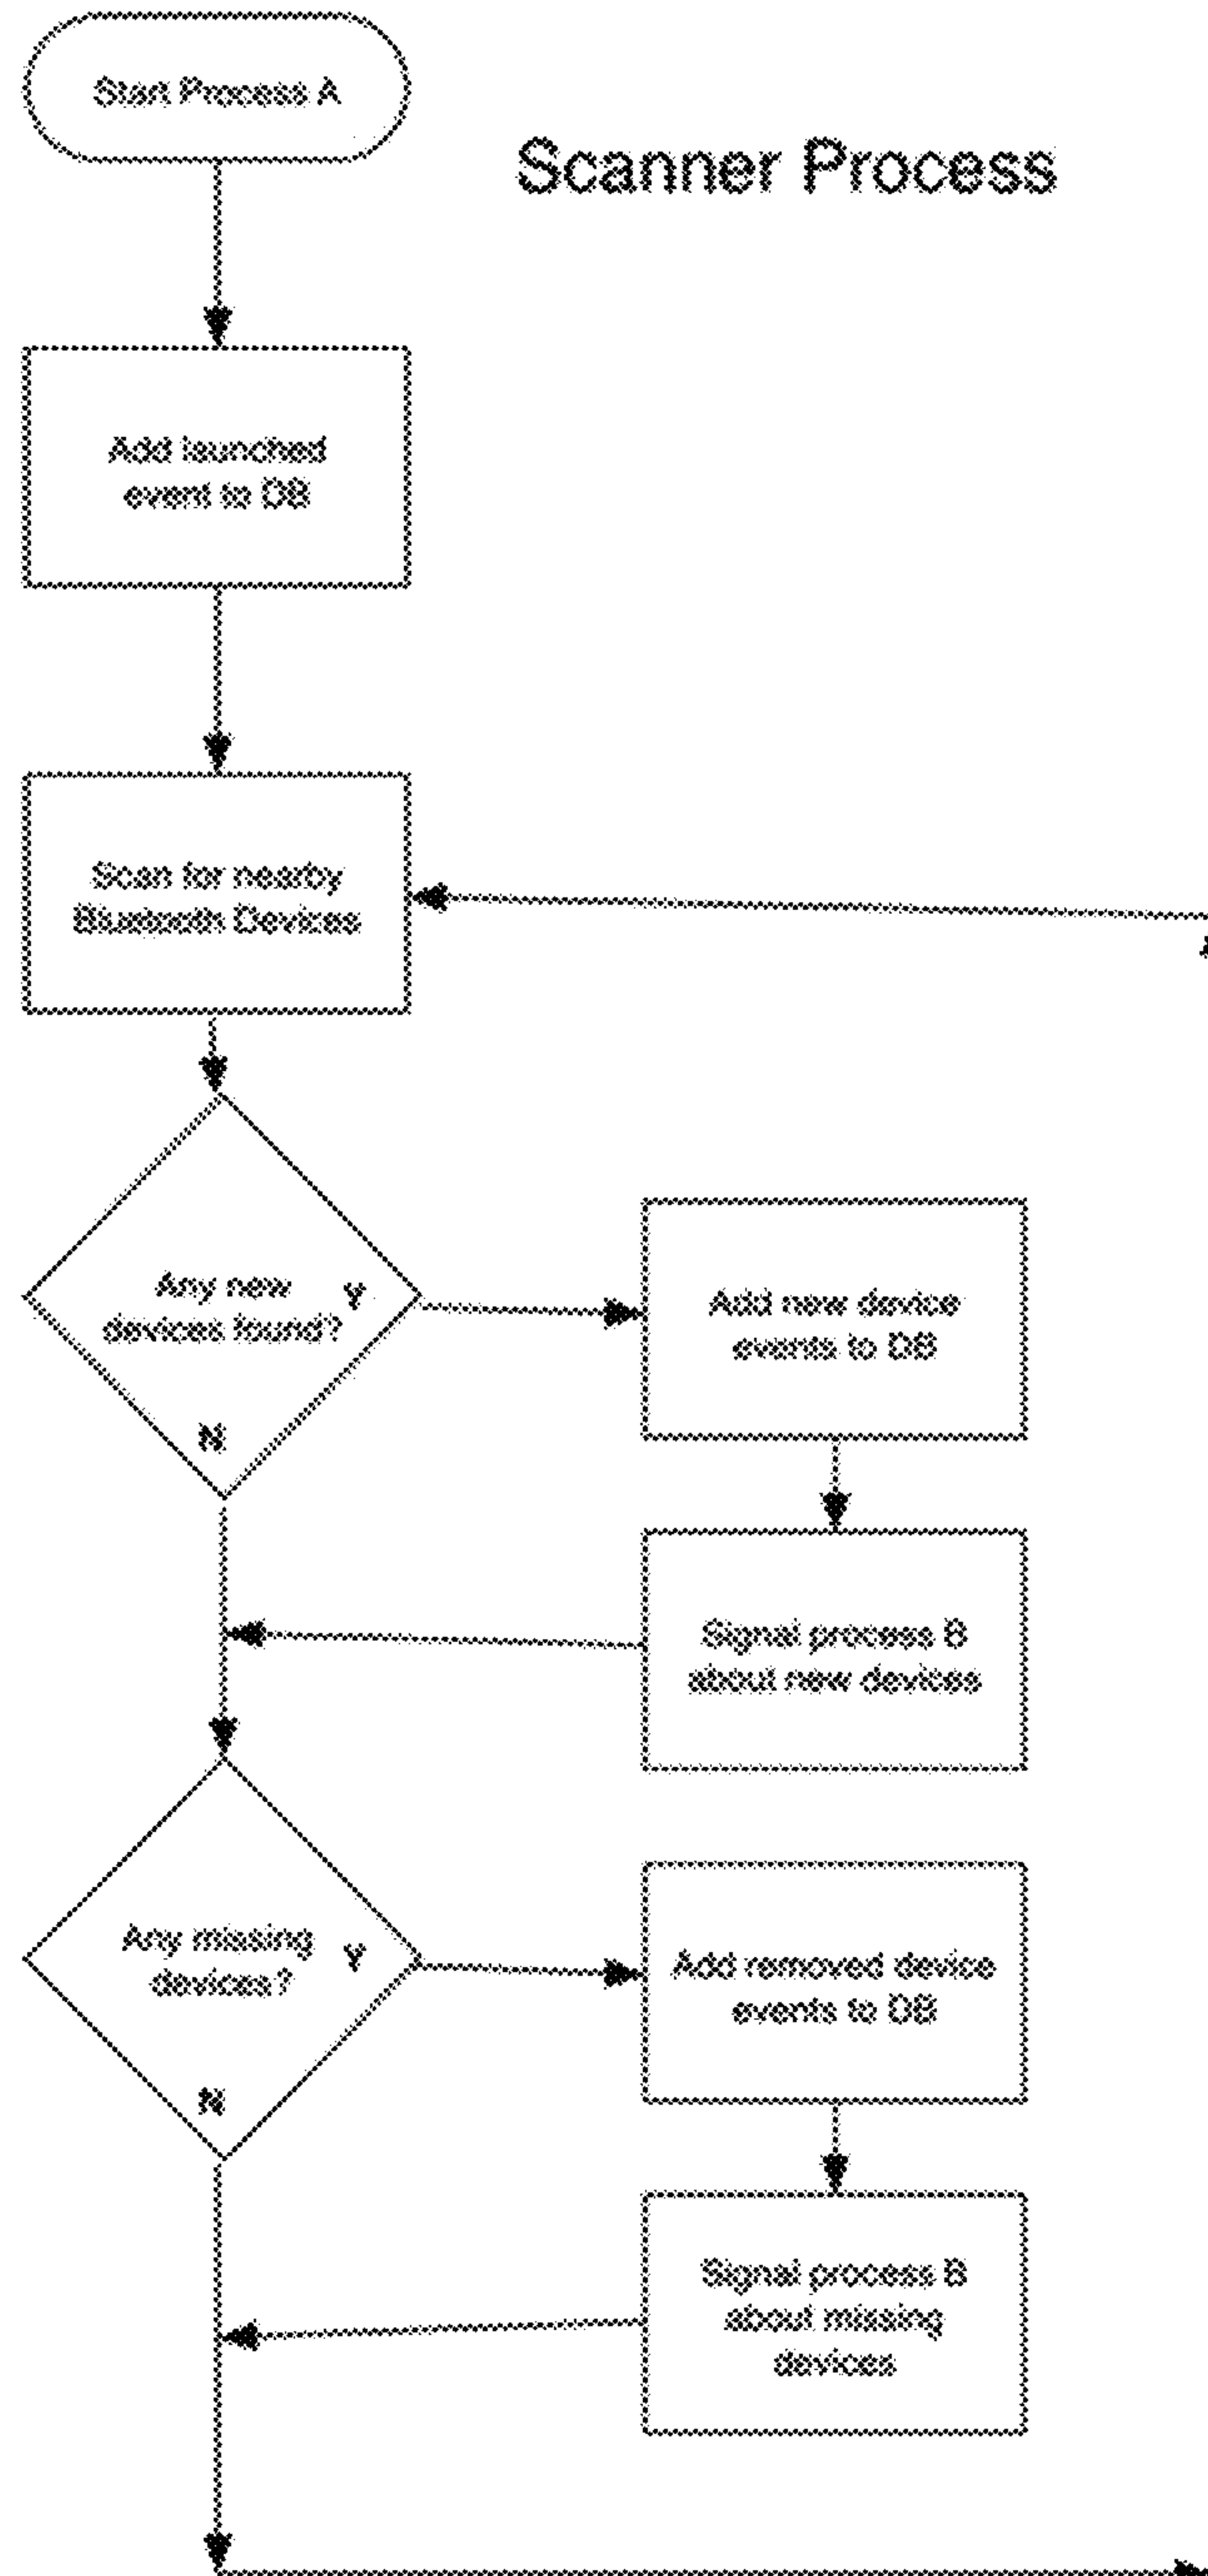 Start Process A
Scanner Process
Add launched
event to DB
Scan for nearby
Bluetooth Devices
Any new
devices found?
Y
N
Add new device
events to DB
Signal process B
about new devices
Any missing
devices?
Y
N
Add removed device
events to DB
Signal process B
about missing
devices